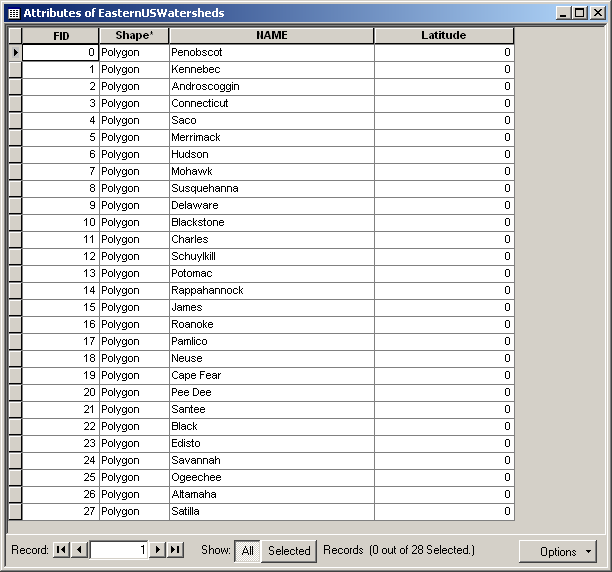 Attributes of EasternUSWatersheds
FID Shape* NAME Latitude
0 Polygon Penobscot 0
1 Polygon Kennebec 0
2 Polygon Androscoggin 0
3 Polygon Connecticut 0
4 Polygon Saco 0
5 Polygon Merrimack 0
6 Polygon Hudson 0
7 Polygon Mohawk 0
8 Polygon Susquehanna 0
9 Polygon Delaware 0
10 Polygon Blackstone 0
11 Polygon Charles 0
12 Polygon Schuylkill 0
13 Polygon Potomac 0
14 Polygon Rappahannock 0
15 Polygon James 0
16 Polygon Roanoke 0
17 Polygon Pamlico 0
18 Polygon Neuse 0
19 Polygon Cape Fear 0
20 Polygon Pee Dee 0
21 Polygon Santee 0
22 Polygon Black 0
23 Polygon Edisto 0
24 Polygon Savannah 0
25 Polygon Ogeechee 0
26 Polygon Altamaha 0
27 Polygon Satilla 0
Record: 1 Show: All Selected Records (0 out of 28 Selected.) Options